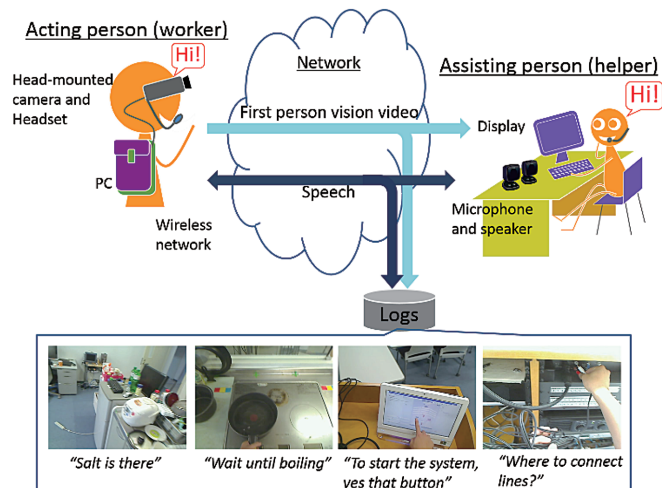 Acting person (worker)
Hi!
Head-mounted
camera and
Headset
PC
Wireless
network
Network
First person vision video
Speech
Assisting person (helper)
Hi!
Display
Microphone
and speaker
Logs
“Salt is there”
“Wait until boiling”
“To start the system,
yes that button”
“Where to connect
lines?”